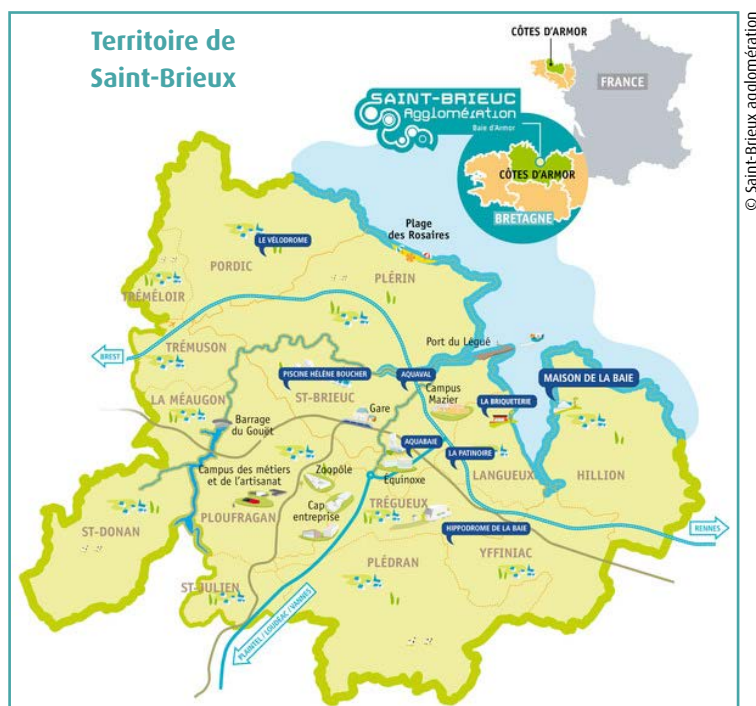 Territoire de
Saint-Brieux
CÔTES D'ARMOR
FRANCE
© Saint-Brieux agglomération
SAINT-BRIEUC
Agglomération
Baie d'Armor
CÔTES D'ARMOR
BRETAGNE
Plage
des Rosaires
LE VÉLODROME
PORDIC
PLÉRIN
TRÉMÉLOIR
Port du Légué
TRÉMUSON
BREST
PISCINE HÉLÈNE BOUCHER
AQUAVAL
MAISON DE LA BAIE
LA MÉAUGON
ST-BRIEUC
Campus
Mazier
LA BRIQUETERIE
Gare
Barrage
du Gouët
AQUABAIE
LA PATINOIRE
Campus des métiers
et de l'artisanat
Zoopôle
Equinoxe
LANGUEUX
HILLION
PLOUFRAGAN
Cap
entreprise
TRÉGUEUX
ST-DONAN
HIPPODROME DE LA BAIE
RENNES
YFFINIAC
PLÉDRAN
ST-JULIEN
PLAINTEL / LOUDÉAC / VANNES